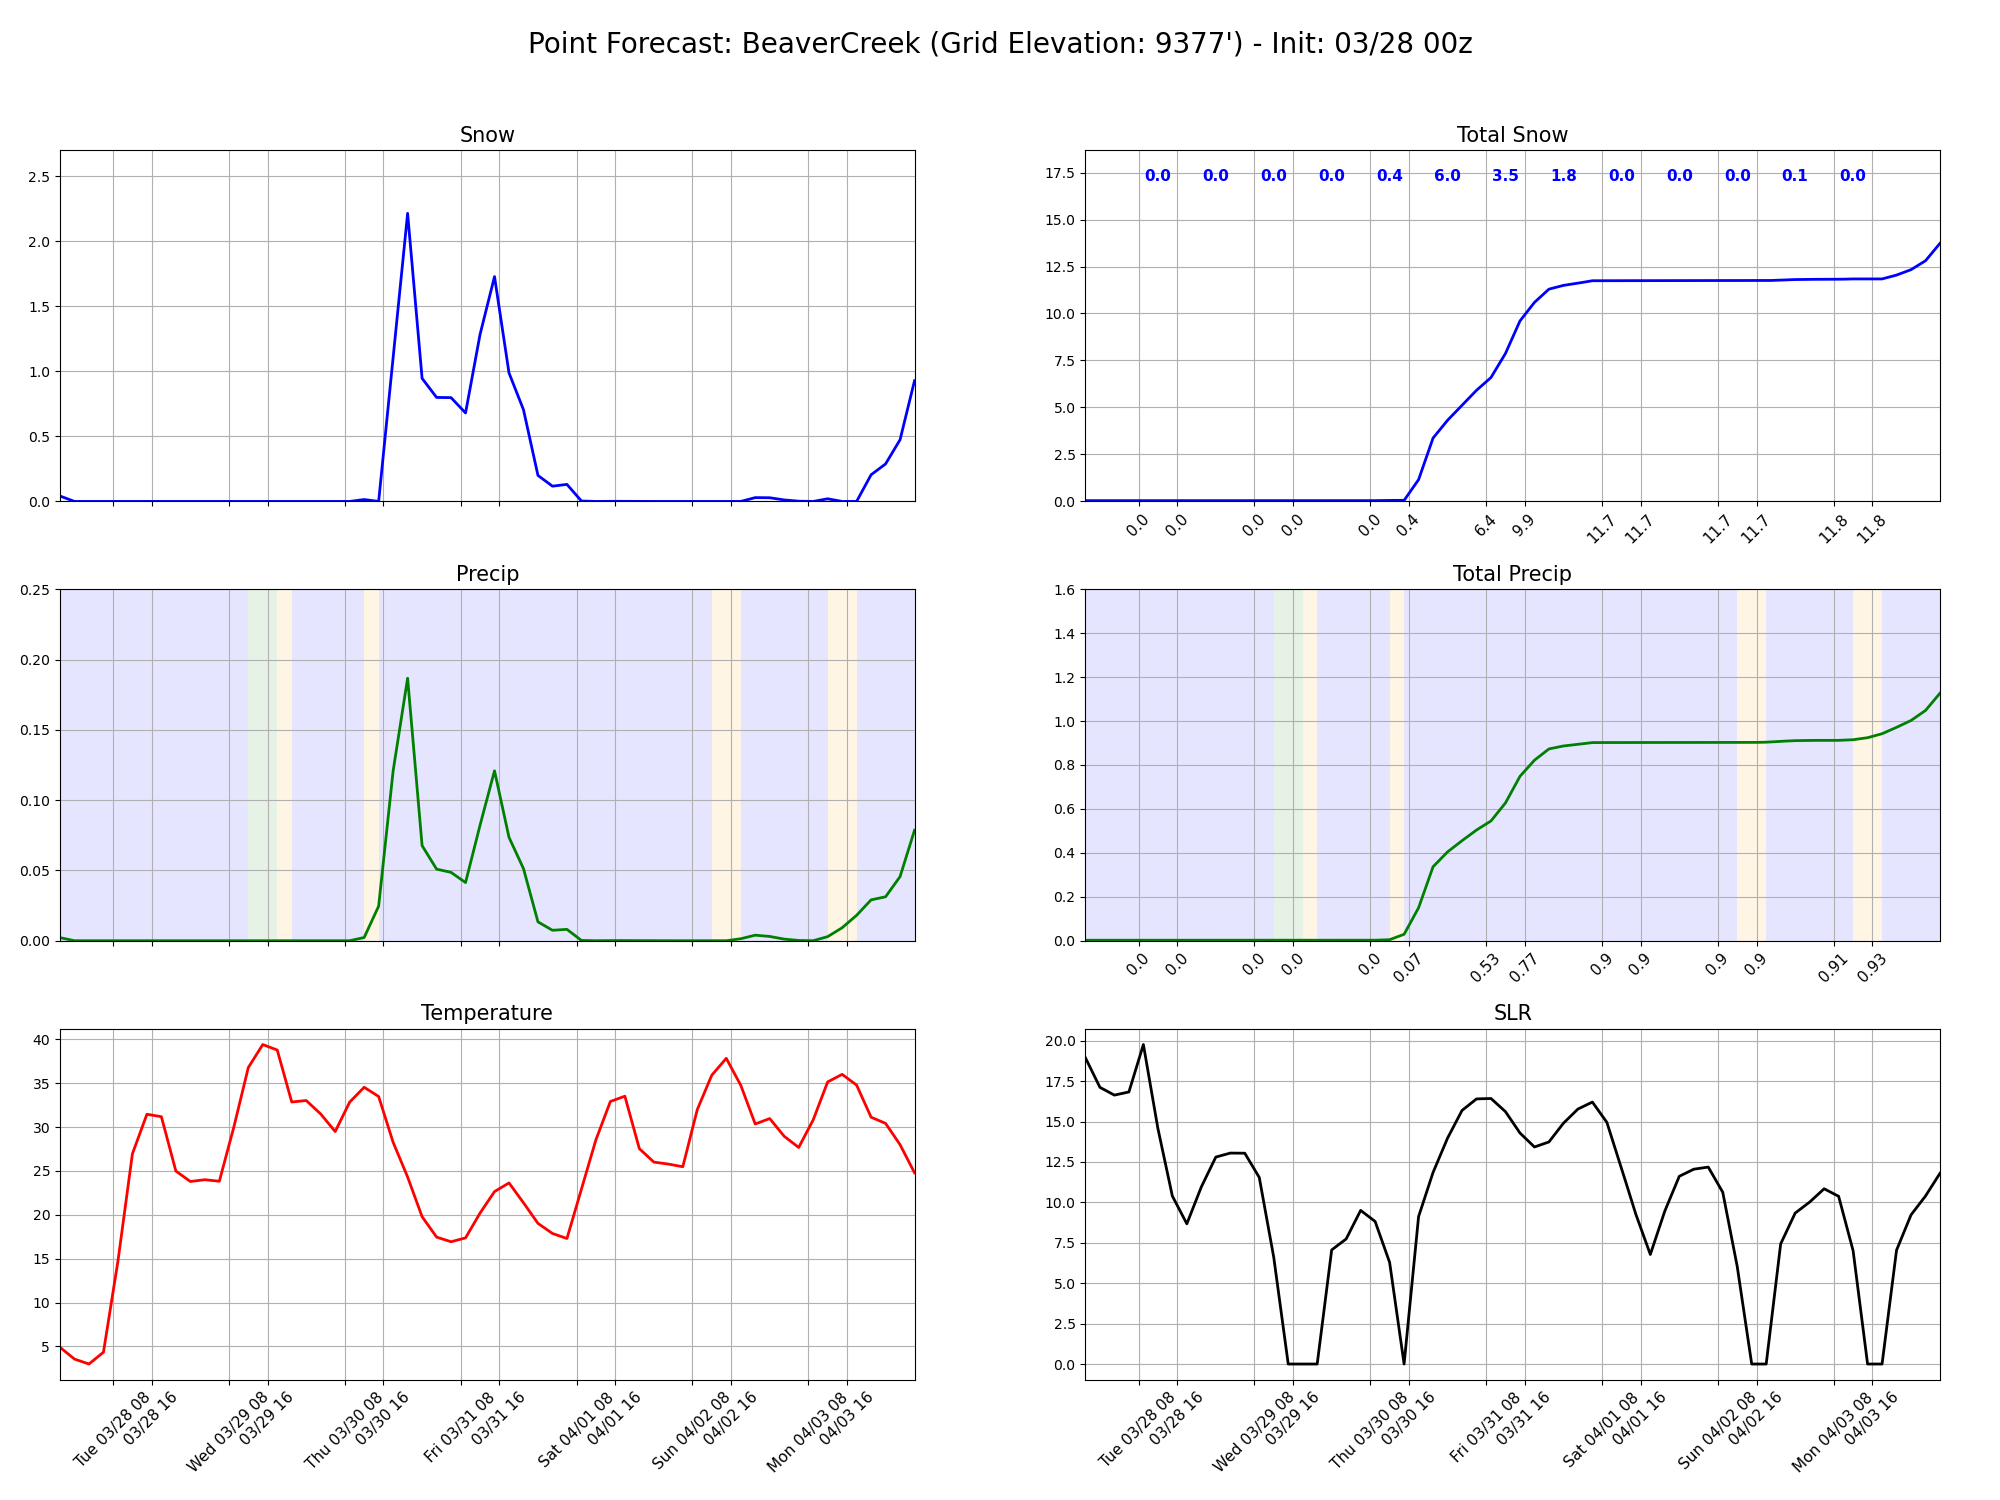 Point Forecast: BeaverCreek (Grid Elevation: 9377') - Init: 03/28 00z
Snow
2.5
2.0
1.5
1.0
0.5
0.0
Total Snow
17.5
15.0
12.5
10.0
7.5
5.0
2.5
0.0
0.0 0.0 0.0 0.0 0.4 6.0 3.5 1.8 0.0 0.0 0.0 0.1 0.0
0.0 0.0 0.0 0.0 0.0 0.4 6.4 9.9 11.7 11.7 11.7 11.7 11.8 11.8
Precip
0.25
0.20
0.15
0.10
0.05
0.00
Total Precip
1.6
1.4
1.2
1.0
0.8
0.6
0.4
0.2
0.0
0.0 0.0 0.0 0.0 0.0 0.07 0.53 0.77 0.9 0.9 0.9 0.9 0.91 0.93
Temperature
40
35
30
25
20
15
10
5
Tue 03/28 08
03/28 16
Wed 03/29 08
03/29 16
Thu 03/30 08
03/30 16
Fri 03/31 08
03/31 16
Sat 04/01 08
04/01 16
Sun 04/02 08
04/02 16
Mon 04/03 08
04/03 16
SLR
20.0
17.5
15.0
12.5
10.0
7.5
5.0
2.5
0.0
Tue 03/28 08
03/28 16
Wed 03/29 08
03/29 16
Thu 03/30 08
03/30 16
Fri 03/31 08
03/31 16
Sat 04/01 08
04/01 16
Sun 04/02 08
04/02 16
Mon 04/03 08
04/03 16